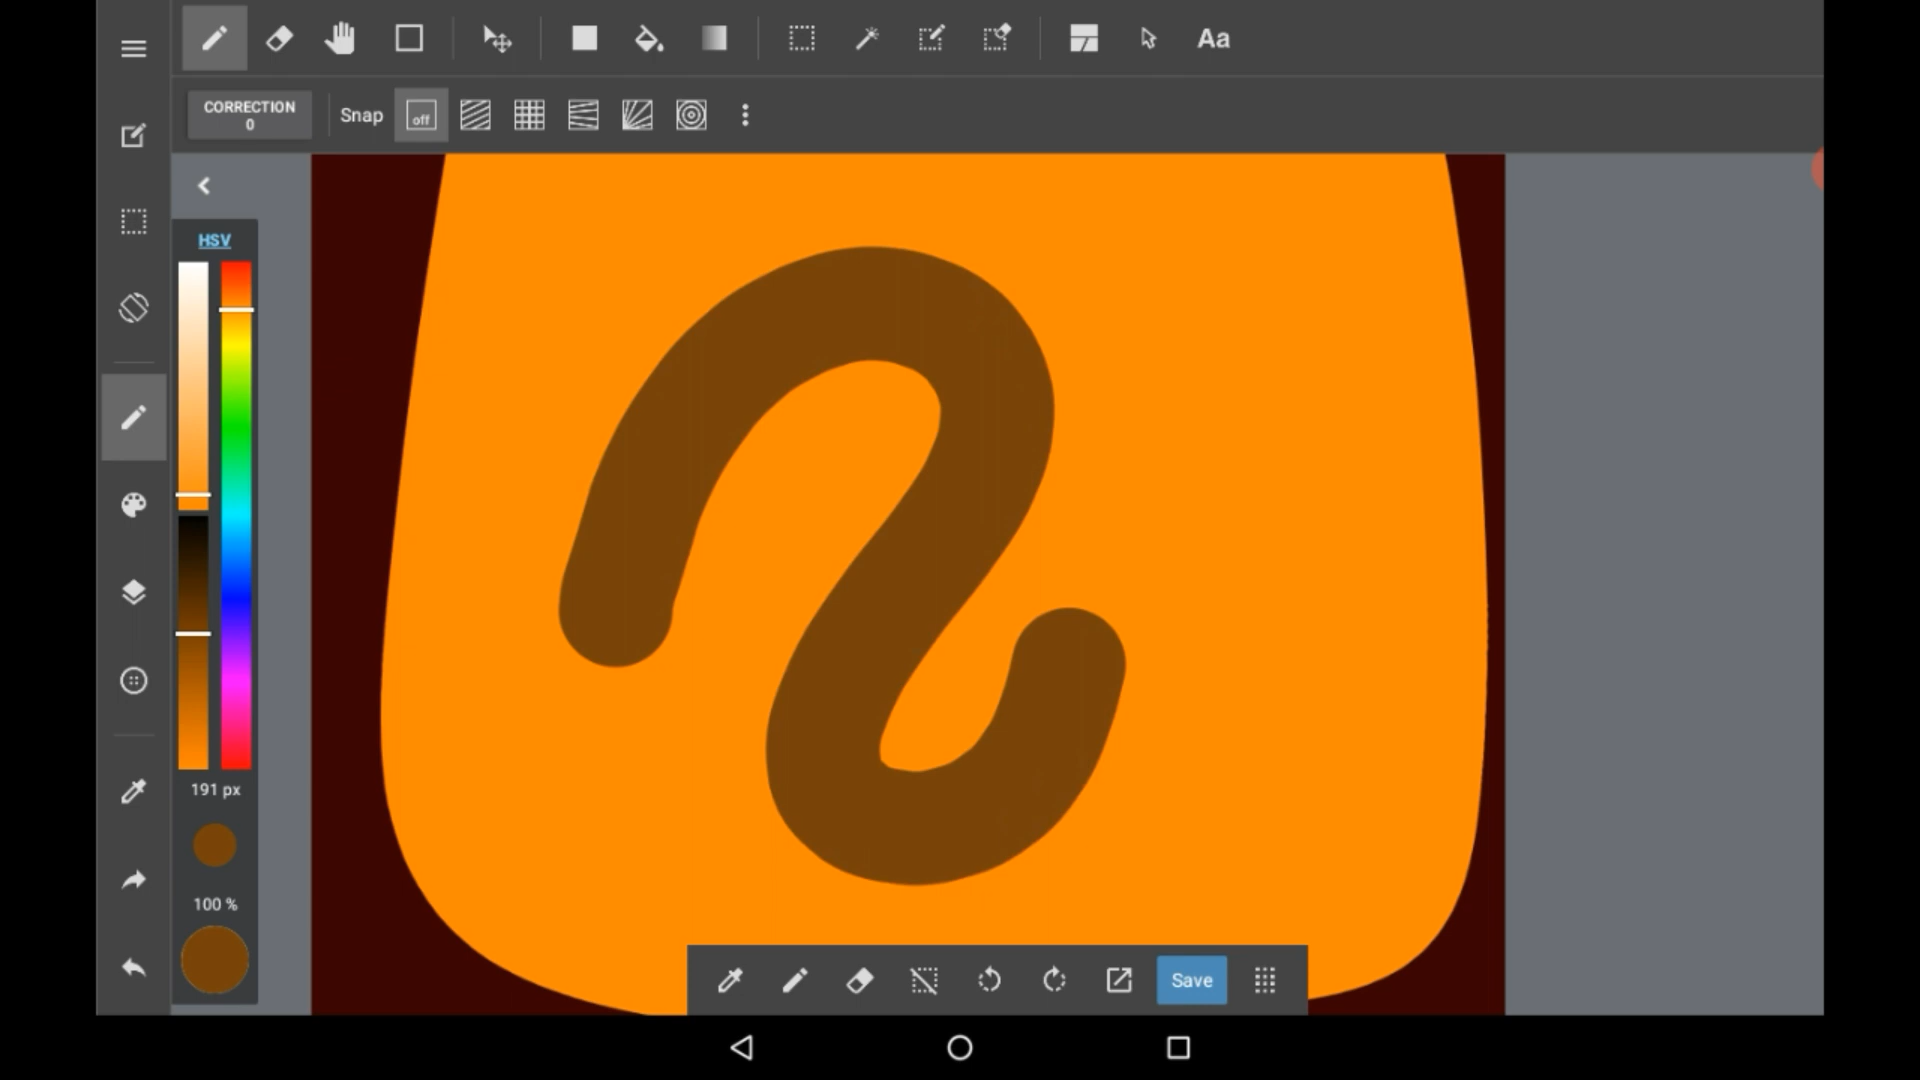 Aa
CORRECTION
0
Snap
off
HSV
191 px
100 %
Save